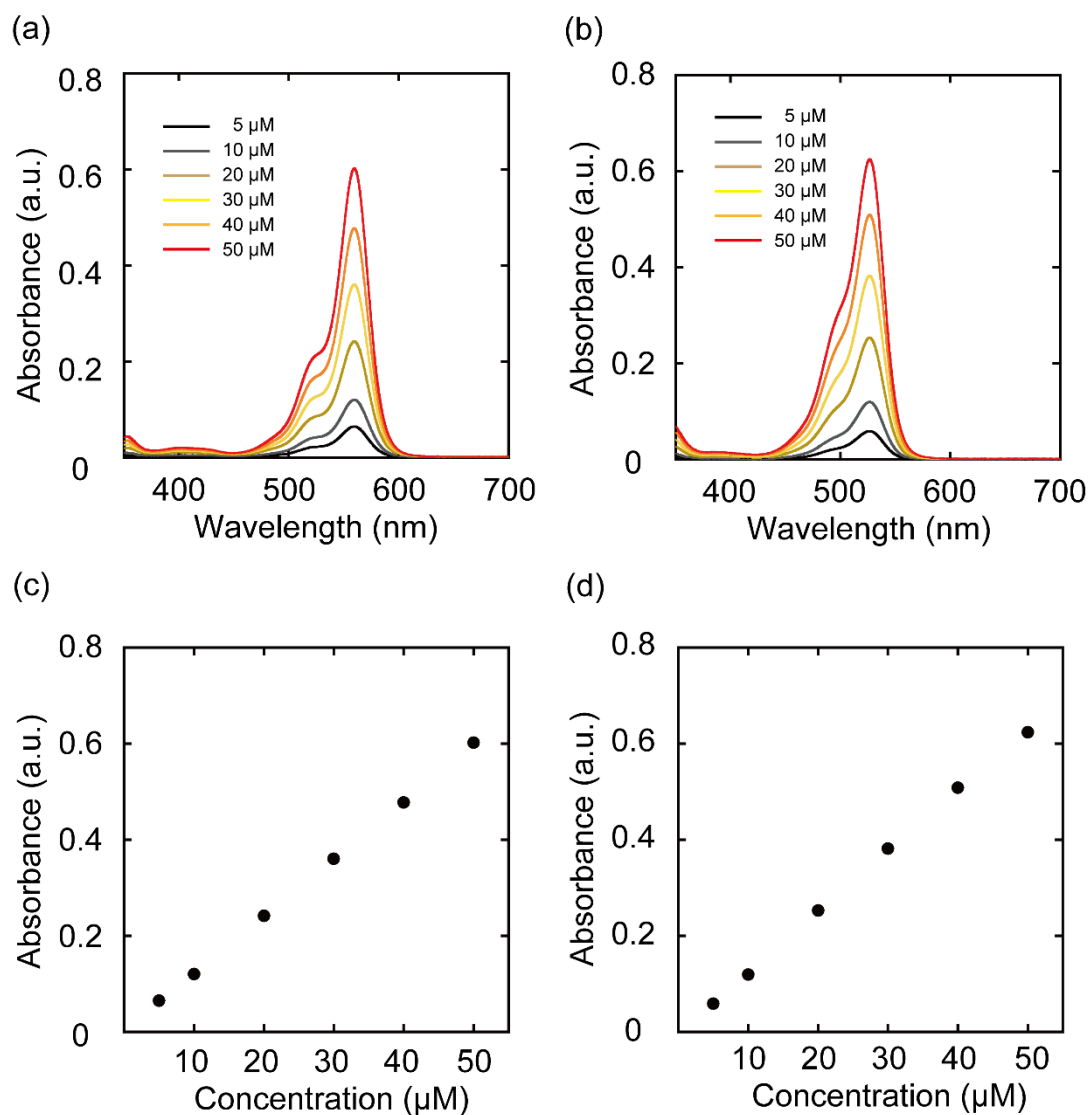 (a)
0.8
0.6
0.4
0.2
0
Absorbance (a.u.)
5 µM
10 µM
20 µM
30 µM
40 µM
50 µM
400 500 600 700
Wavelength (nm)
(b)
0.8
0.6
0.4
0.2
0
Absorbance (a.u.)
5 µM
10 µM
20 µM
30 µM
40 µM
50 µM
400 500 600 700
Wavelength (nm)
(c)
0.8
0.6
0.4
0.2
0
Absorbance (a.u.)
10 20 30 40 50
Concentration (µM)
(d)
0.8
0.6
0.4
0.2
0
Absorbance (a.u.)
10 20 30 40 50
Concentration (µM)